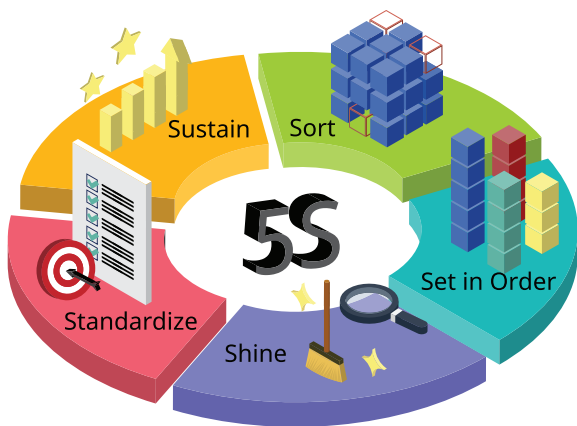 Sustain
Sort
5S
Set in Order
Standardize
Shine